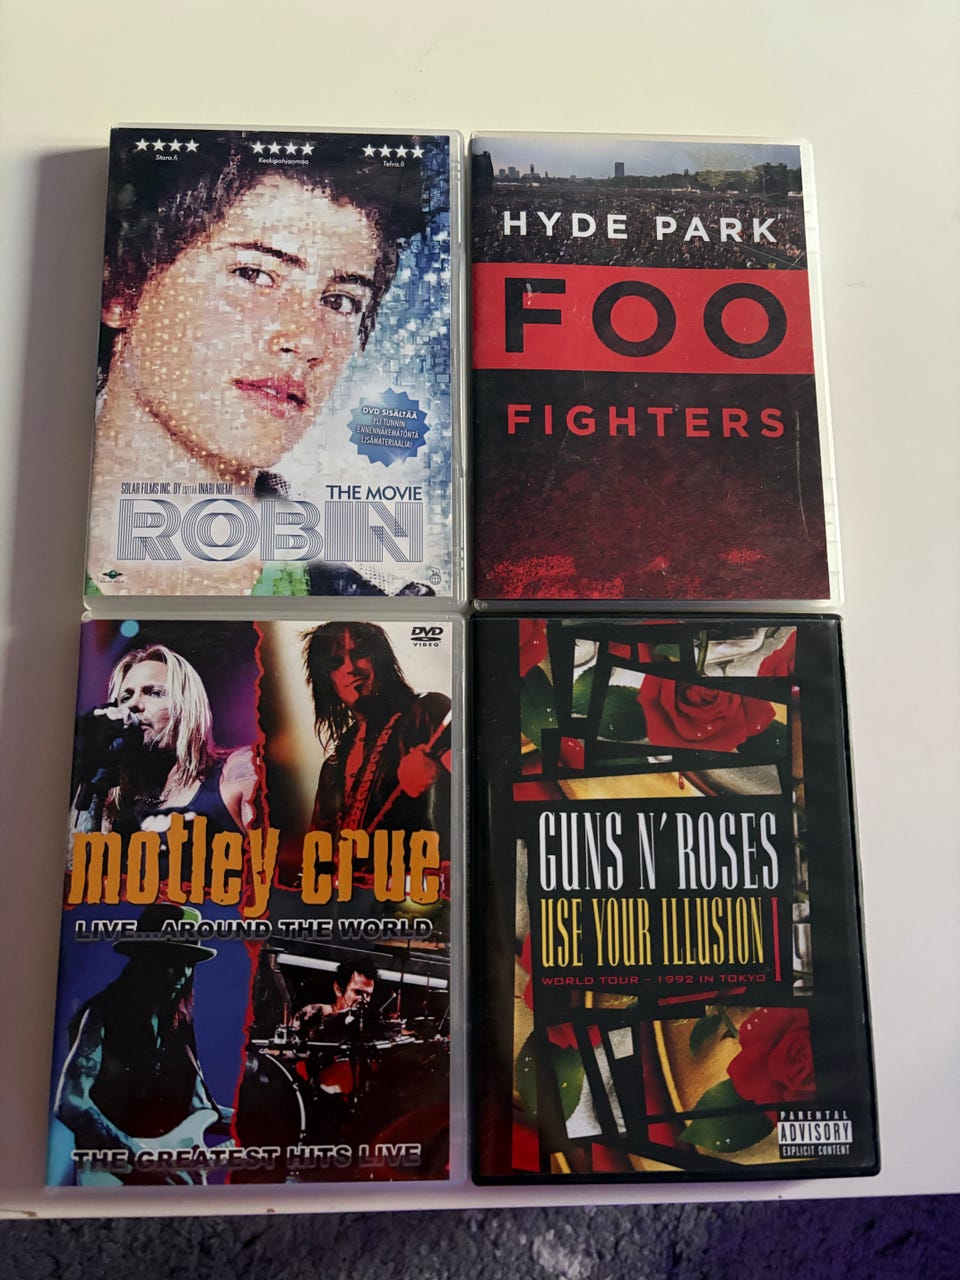 ★★★★ ★★★★ ★★★★
Stara.fi Keskipohjanmaa Telvis.fi
DVD SISÄLTÄÄ
YLI TUNNIN
ENNENNÄKEMÄTÖNTÄ
LISÄMATERIAALIA!
SOLAR FILMS INC. OY ESITTÄÄ INARI NIEMI
THE MOVIE
ROBIN
HYDE PARK
FOO
FIGHTERS
DVD
VIDEO
motley crue
LIVE...AROUND THE WORLD
THE GREATEST HITS LIVE
GUNS N' ROSES
USE YOUR ILLUSION I
WORLD TOUR - 1992 IN TOKYO
PARENTAL
ADVISORY
EXPLICIT CONTENT